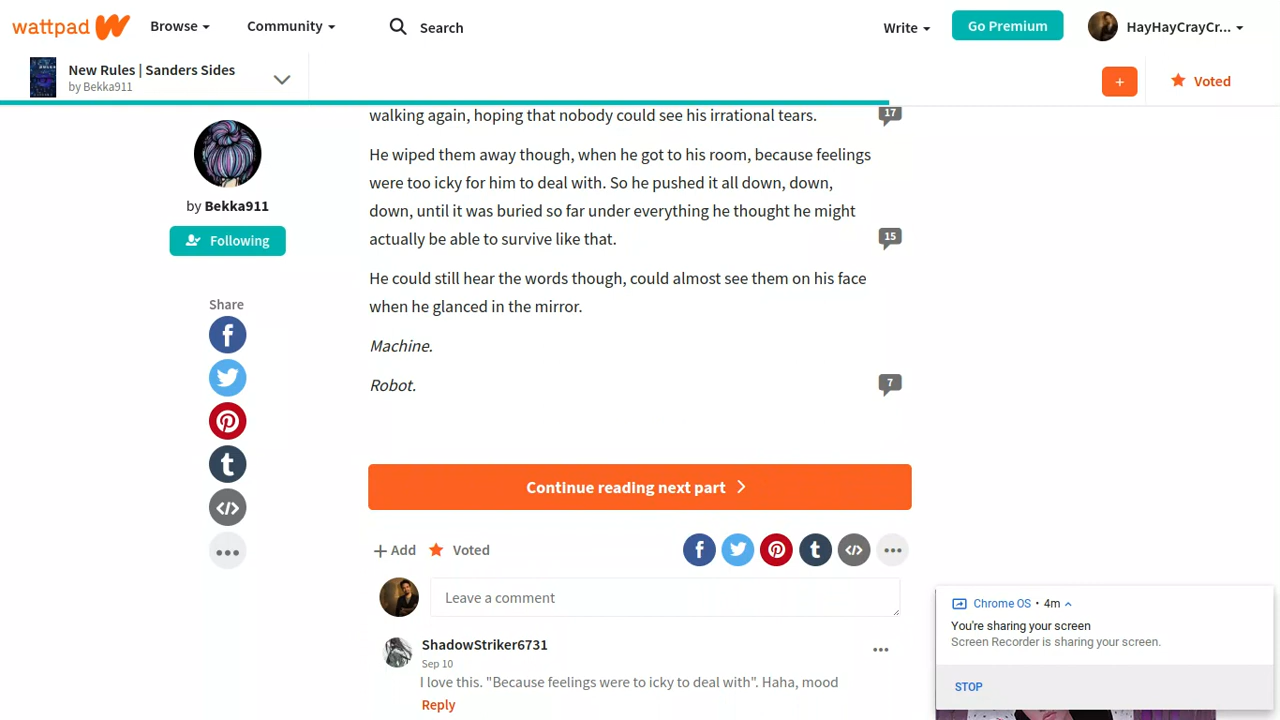 wattpad
Browse
Community
Search
Write
Go Premium
HayHayCrayCr...
New Rules | Sanders Sides
by Bekka911
+
Voted
walking again, hoping that nobody could see his irrational tears.
17
He wiped them away though, when he got to his room, because feelings
were too icky for him to deal with. So he pushed it all down, down,
down, until it was buried so far under everything he thought he might
actually be able to survive like that.
15
He could still hear the words though, could almost see them on his face
when he glanced in the mirror.
Machine.
Robot.
7
by Bekka911
Following
Share
Continue reading next part
+ Add
Voted
Leave a comment
ShadowStriker6731
Sep 10
I love this. "Because feelings were to icky to deal with". Haha, mood
Reply
Chrome OS • 4m
You're sharing your screen
Screen Recorder is sharing your screen.
STOP